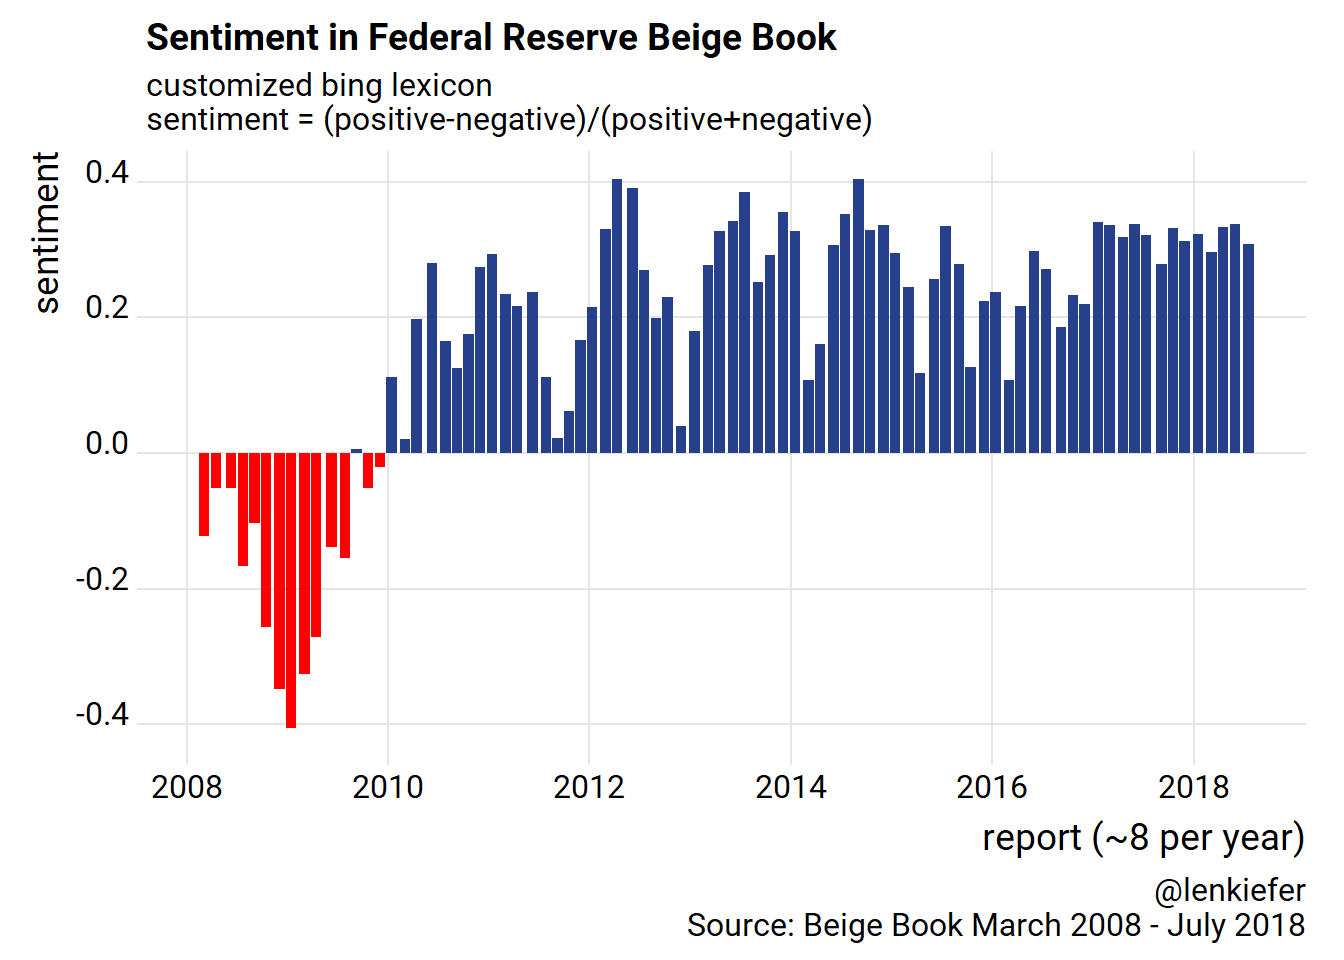 Sentiment in Federal Reserve Beige Book
customized bing lexicon
sentiment = (positive-negative)/(positive+negative)
sentiment
0.4
0.2
0.0
-0.2
-0.4
2008 2010 2012 2014 2016 2018
report (~8 per year)
@lenkiefer
Source: Beige Book March 2008 - July 2018